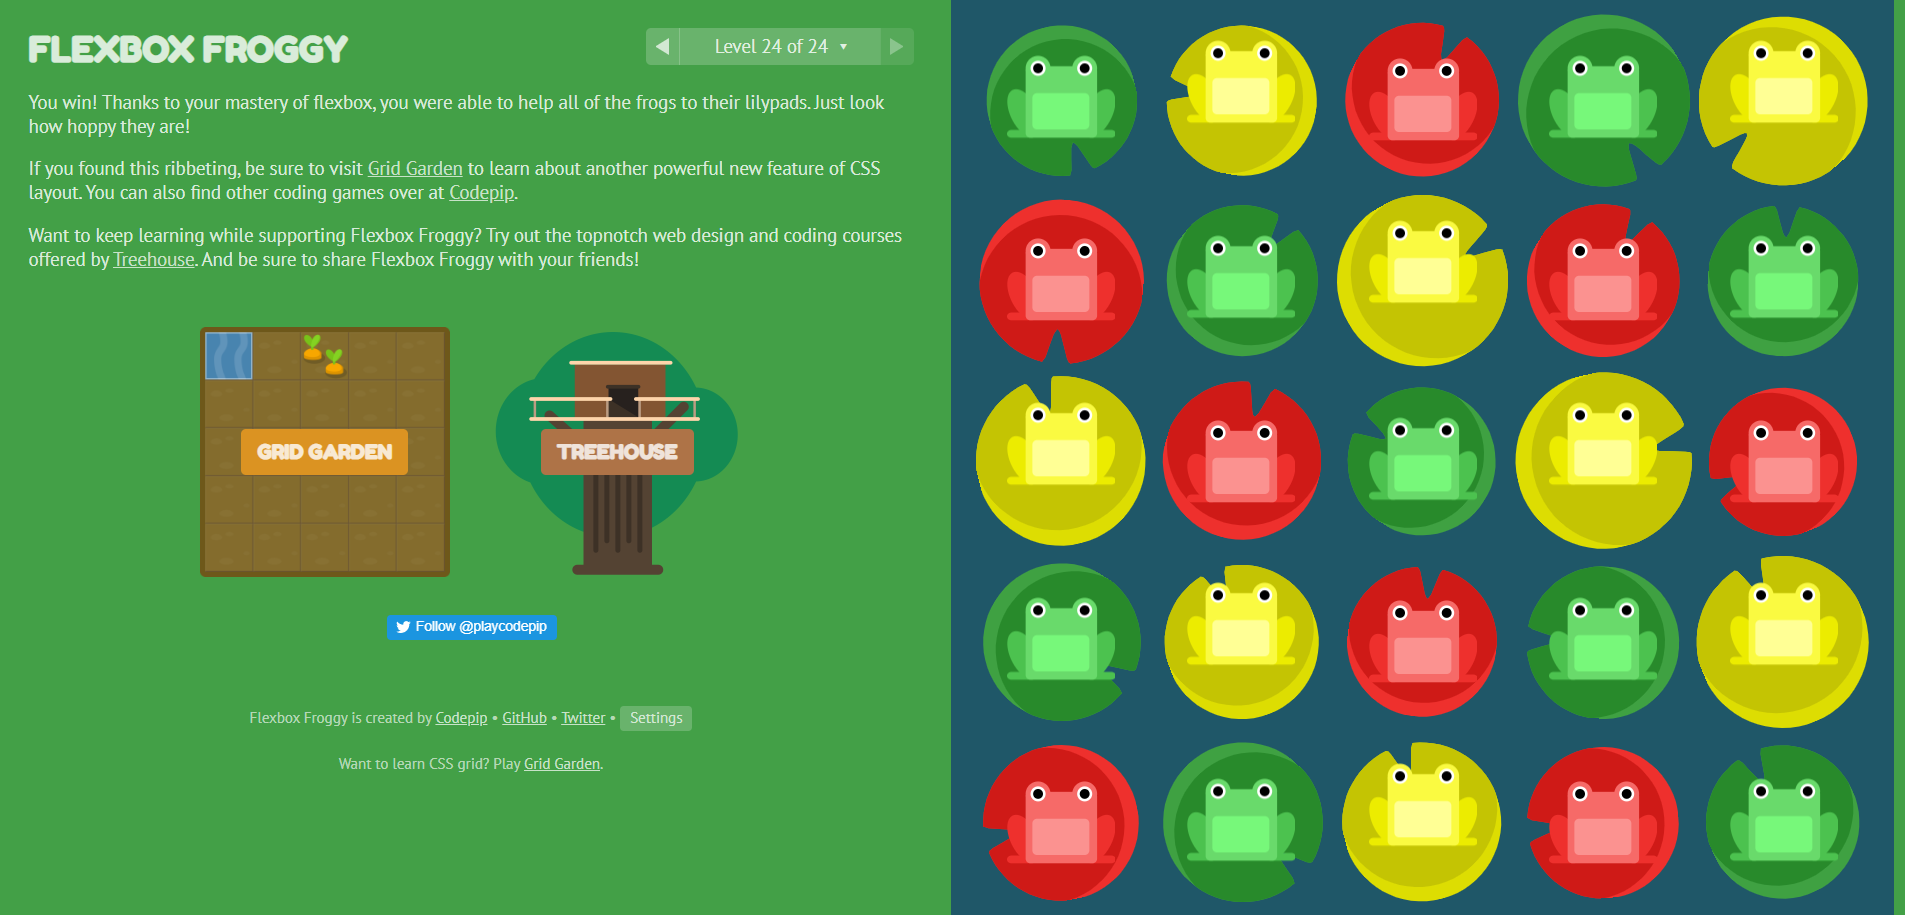 FLEXBOX FROGGY
Level 24 of 24
You win! Thanks to your mastery of flexbox, you were able to help all of the frogs to their lilypads. Just look
how hoppy they are!
If you found this ribbeting, be sure to visit Grid Garden to learn about another powerful new feature of CSS
layout. You can also find other coding games over at Codepip.
Want to keep learning while supporting Flexbox Froggy? Try out the topnotch web design and coding courses
offered by Treehouse. And be sure to share Flexbox Froggy with your friends!
GRID GARDEN
TREEHOUSE
Follow @playcodepip
Flexbox Froggy is created by Codepip • GitHub • Twitter • Settings
Want to learn CSS grid? Play Grid Garden.